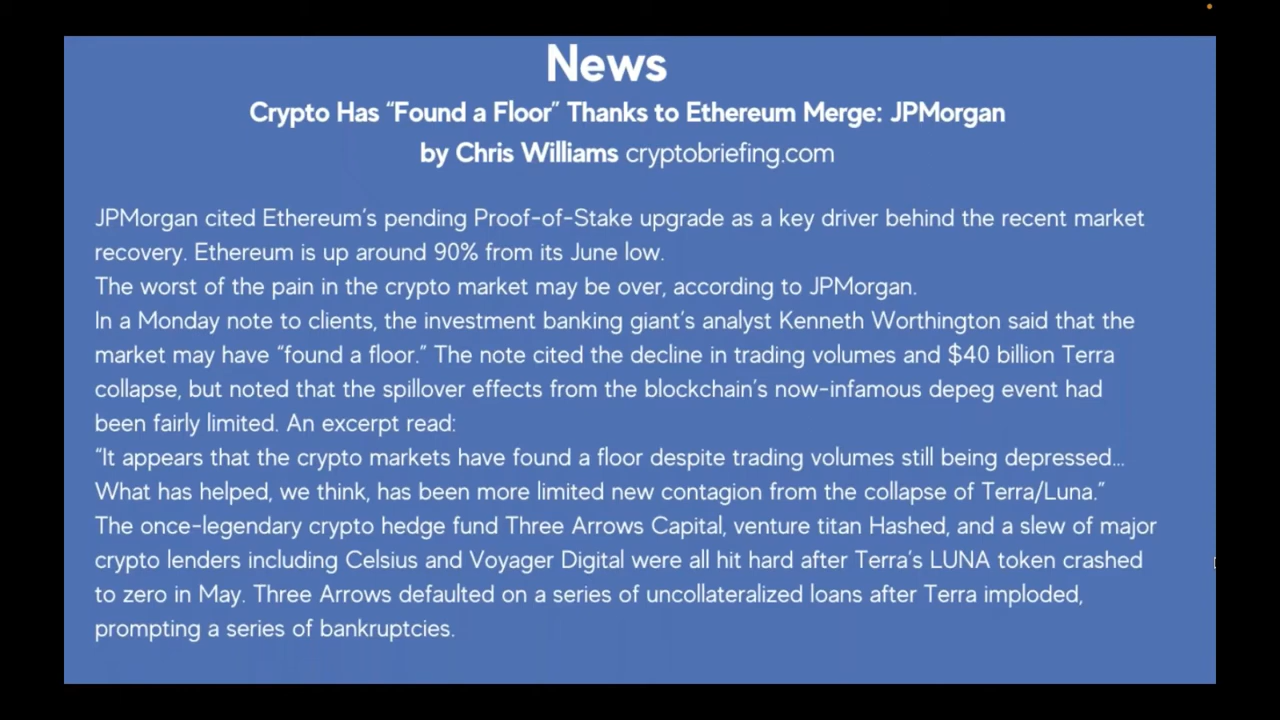 News
Crypto Has “Found a Floor” Thanks to Ethereum Merge: JPMorgan
by Chris Williams cryptobriefing.com
JPMorgan cited Ethereum’s pending Proof-of-Stake upgrade as a key driver behind the recent market
recovery. Ethereum is up around 90% from its June low.
The worst of the pain in the crypto market may be over, according to JPMorgan.
In a Monday note to clients, the investment banking giant’s analyst Kenneth Worthington said that the
market may have “found a floor.” The note cited the decline in trading volumes and $40 billion Terra
collapse, but noted that the spillover effects from the blockchain’s now-infamous depeg event had
been fairly limited. An excerpt read:
“It appears that the crypto markets have found a floor despite trading volumes still being depressed…
What has helped, we think, has been more limited new contagion from the collapse of Terra/Luna.”
The once-legendary crypto hedge fund Three Arrows Capital, venture titan Hashed, and a slew of major
crypto lenders including Celsius and Voyager Digital were all hit hard after Terra’s LUNA token crashed
to zero in May. Three Arrows defaulted on a series of uncollateralized loans after Terra imploded,
prompting a series of bankruptcies.